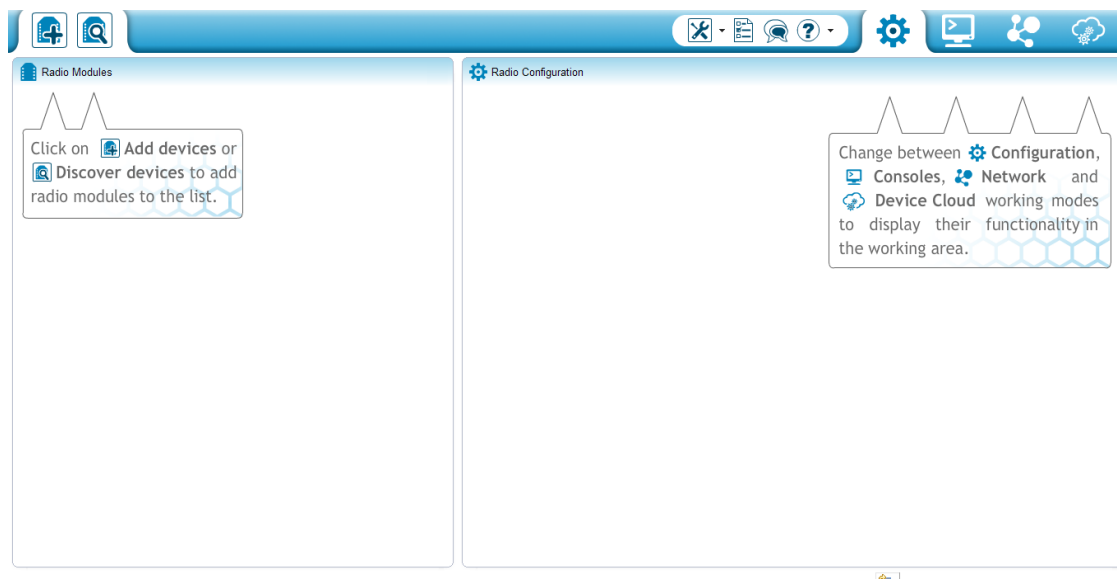 Radio Modules
Click on Add devices or
Discover devices to add
radio modules to the list.
Radio Configuration
Change between Configuration,
Consoles, Network and
Device Cloud working modes
to display their functionality in
the working area.